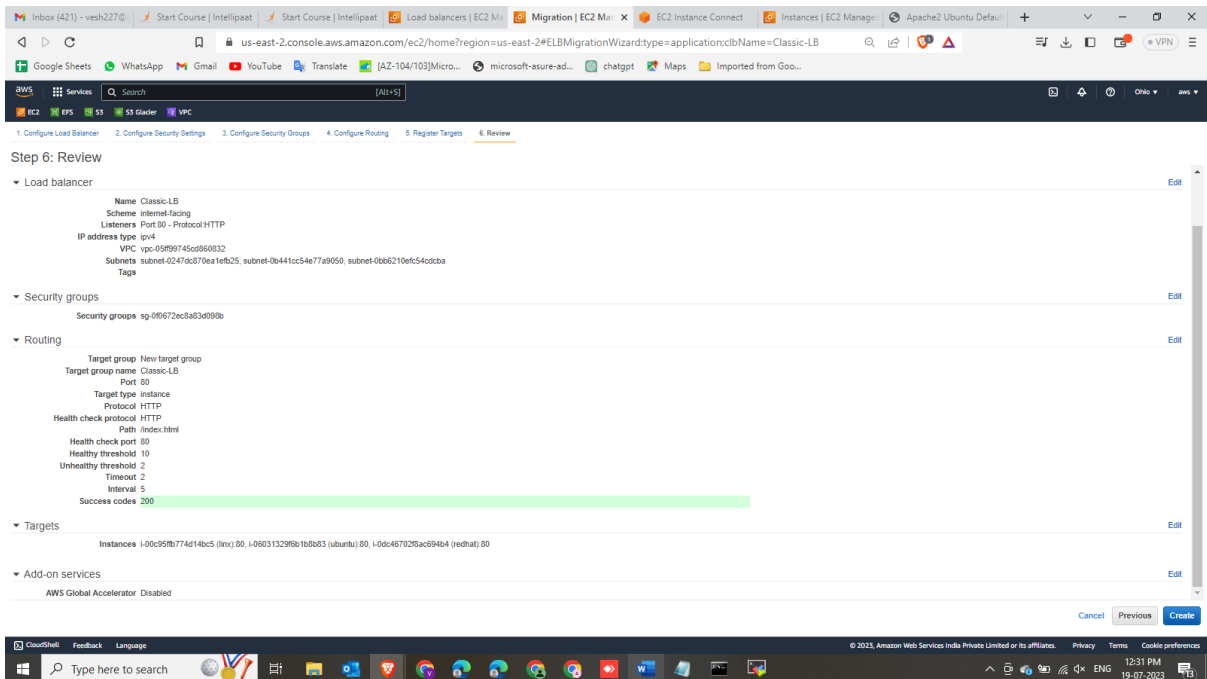 Inbox (421) - vesh227@
Start Course | Intellipaat
Start Course | Intellipaat
Load balancers | EC2 Ma
Migration | EC2 Mar
EC2 Instance Connect
Instances | EC2 Manager
Apache2 Ubuntu Default
us-east-2.console.aws.amazon.com/ec2/home?region=us-east-2#ELBMigrationWizard:type=application;clbName=Classic-LB
VPN
Google Sheets WhatsApp Gmail YouTube Translate [AZ-104/103]Micro... microsoft-asure-ad... chatgpt Maps Imported from Goo...
aws Services Search [Alt+S] Ohio aws
EC2 EFS S3 S3 Glacier VPC
1. Configure Load Balancer 2. Configure Security Settings 3. Configure Security Groups 4. Configure Routing 5. Register Targets 6. Review
Step 6: Review
Load balancer Edit
Name Classic-LB
Scheme internet-facing
Listeners Port:80 - Protocol:HTTP
IP address type ipv4
VPC vpc-05ff99745cd860832
Subnets subnet-0247dc870ea1efb25, subnet-0b441cc54e77a9050, subnet-0bb6210efc54cdcba
Tags
Security groups Edit
Security groups sg-0f0672ec8a83d098b
Routing Edit
Target group New target group
Target group name Classic-LB
Port 80
Target type instance
Protocol HTTP
Health check protocol HTTP
Path /index.html
Health check port 80
Healthy threshold 10
Unhealthy threshold 2
Timeout 2
Interval 5
Success codes 200
Targets Edit
Instances i-00c95ffb774d14bc5 (linx):80, i-06031329f6b1b8b83 (ubuntu):80, i-0dc46702f8ac694b4 (redhat):80
Add-on services Edit
AWS Global Accelerator Disabled
Cancel Previous Create
CloudShell Feedback Language © 2023, Amazon Web Services India Private Limited or its affiliates. Privacy Terms Cookie preferences
Type here to search
ENG
12:31 PM
19-07-2023